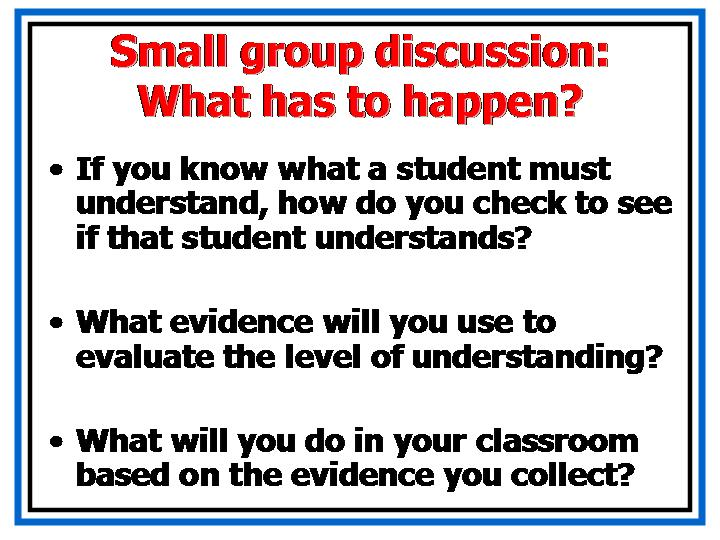 Small group discussion:
What has to happen?
• If you know what a student must
understand, how do you check to see
if that student understands?
• What evidence will you use to
evaluate the level of understanding?
• What will you do in your classroom
based on the evidence you collect?